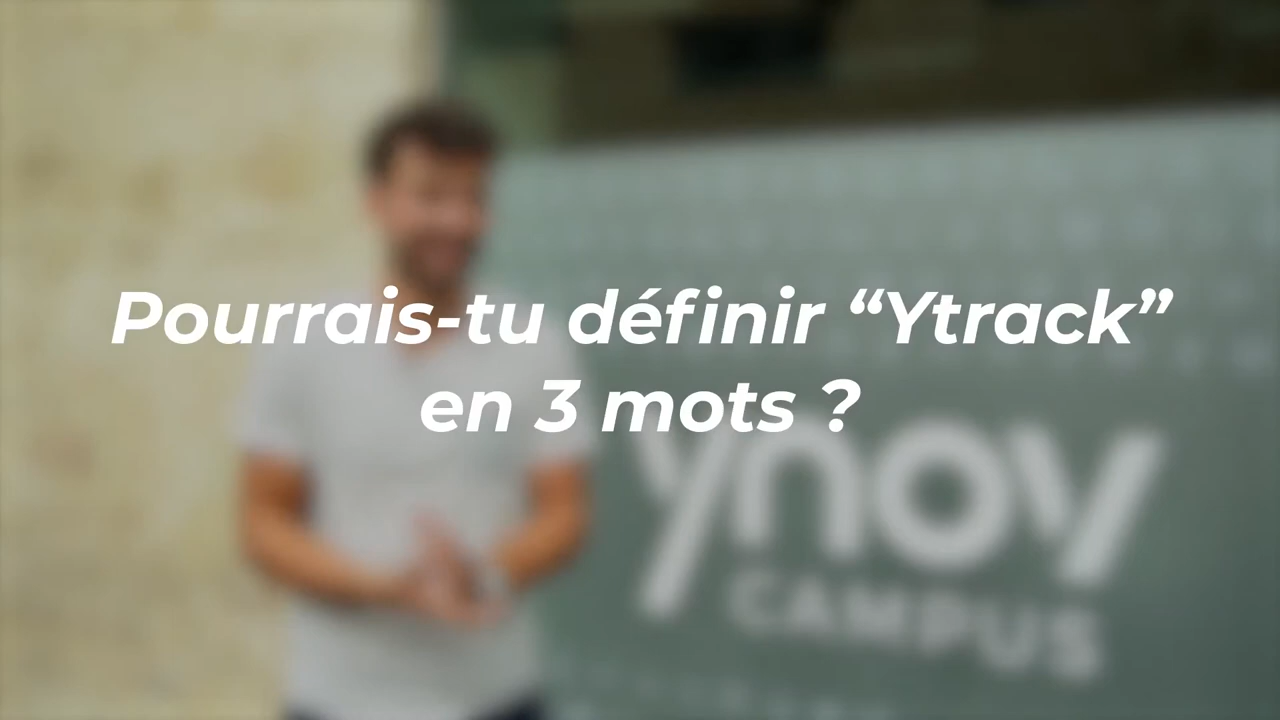 Pourrais-tu définir “Ytrack”
en 3 mots ?
ynov
CAMPUS